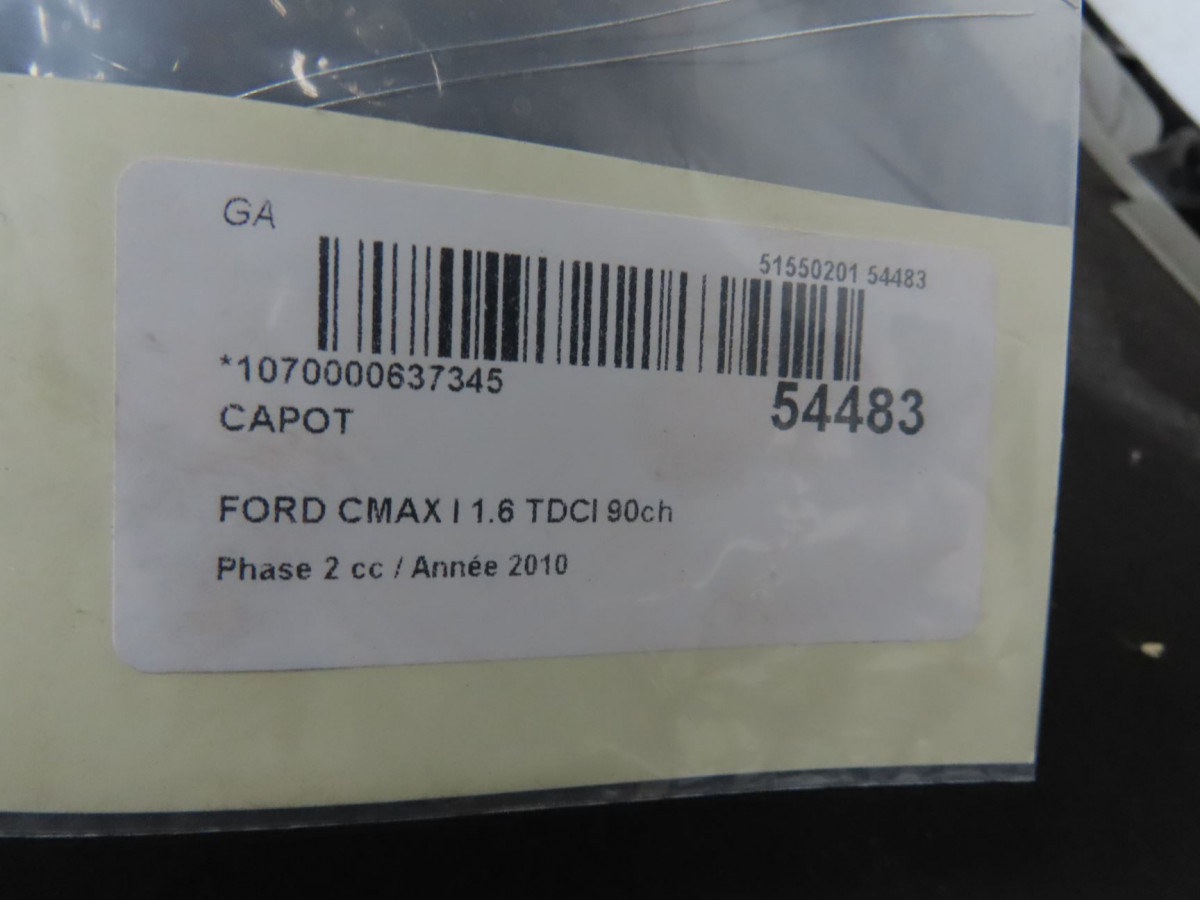 GA
51550201 54483
*1070000637345
54483
CAPOT
FORD CMAX I 1.6 TDCI 90ch
Phase 2 cc / Année 2010